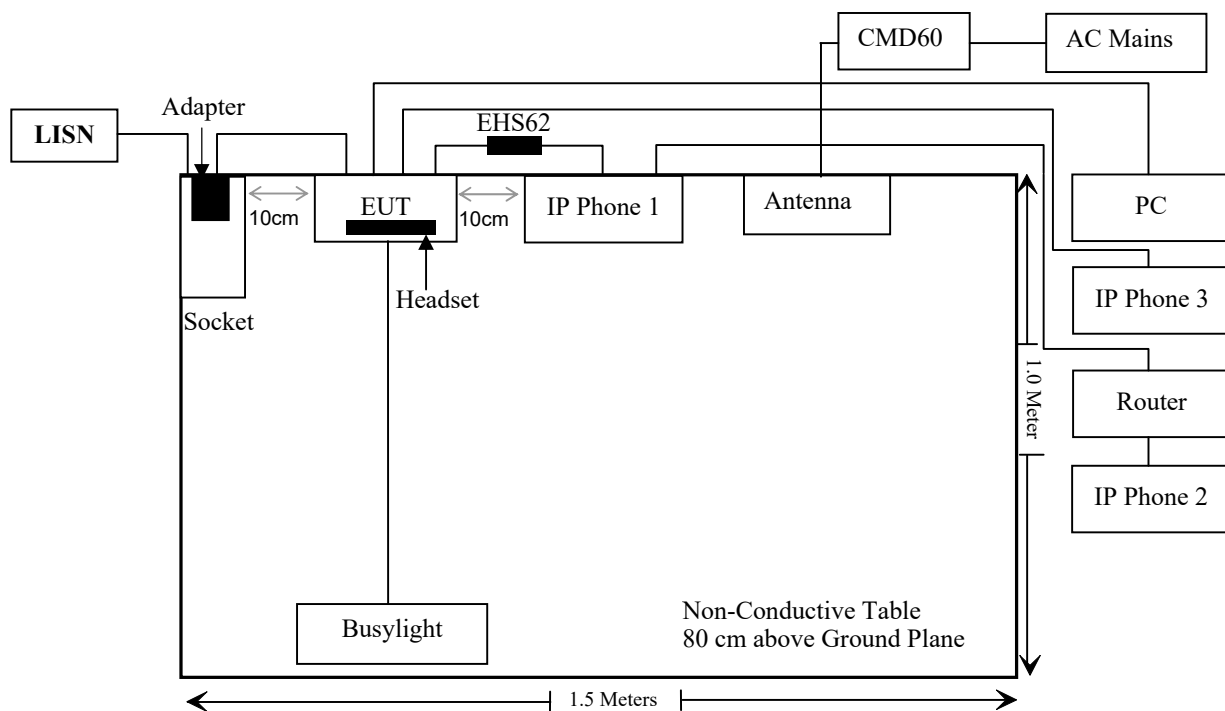 CMD60
AC Mains
Adapter
EHS62
LISN
10cm
EUT
10cm
IP Phone 1
Antenna
PC
Headset
IP Phone 3
Socket
1.0 Meter
Router
IP Phone 2
Busylight
Non-Conductive Table
80 cm above Ground Plane
1.5 Meters